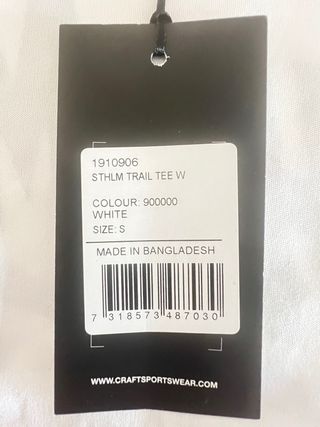 1910906
STHLM TRAIL TEE W
COLOUR: 900000
WHITE
SIZE: S
MADE IN BANGLADESH
7 318573 487030
WWW.CRAFTSPORTSWEAR.COM